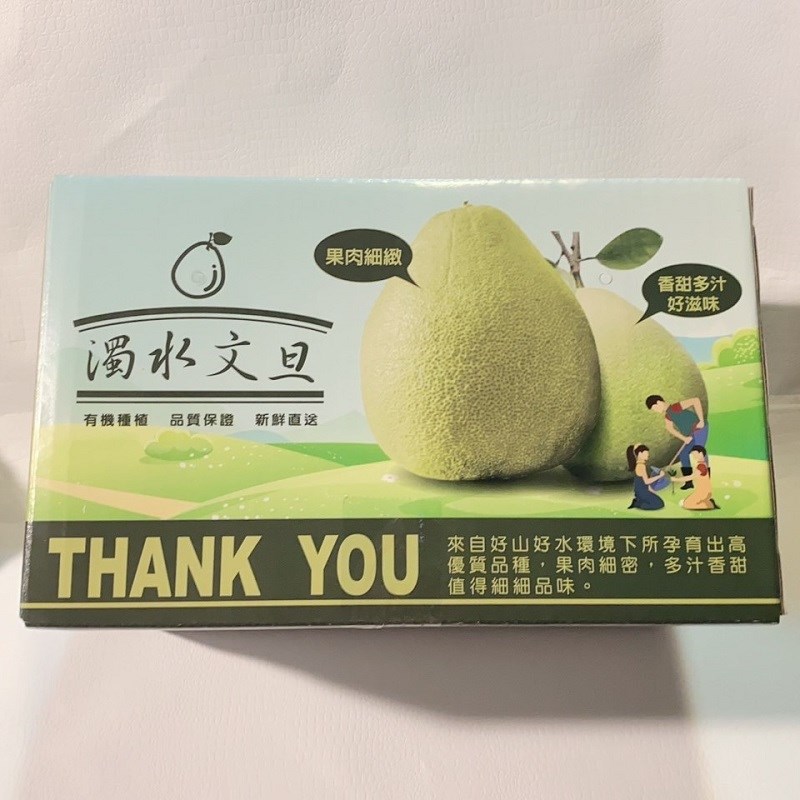 果肉細緻
香甜多汁
好滋味
濁水文旦
有機種植 品質保證 新鮮直送
THANK YOU
來自好山好水環境下所孕育出高
優質品種，果肉細密，多汁香甜
值得細細品味。